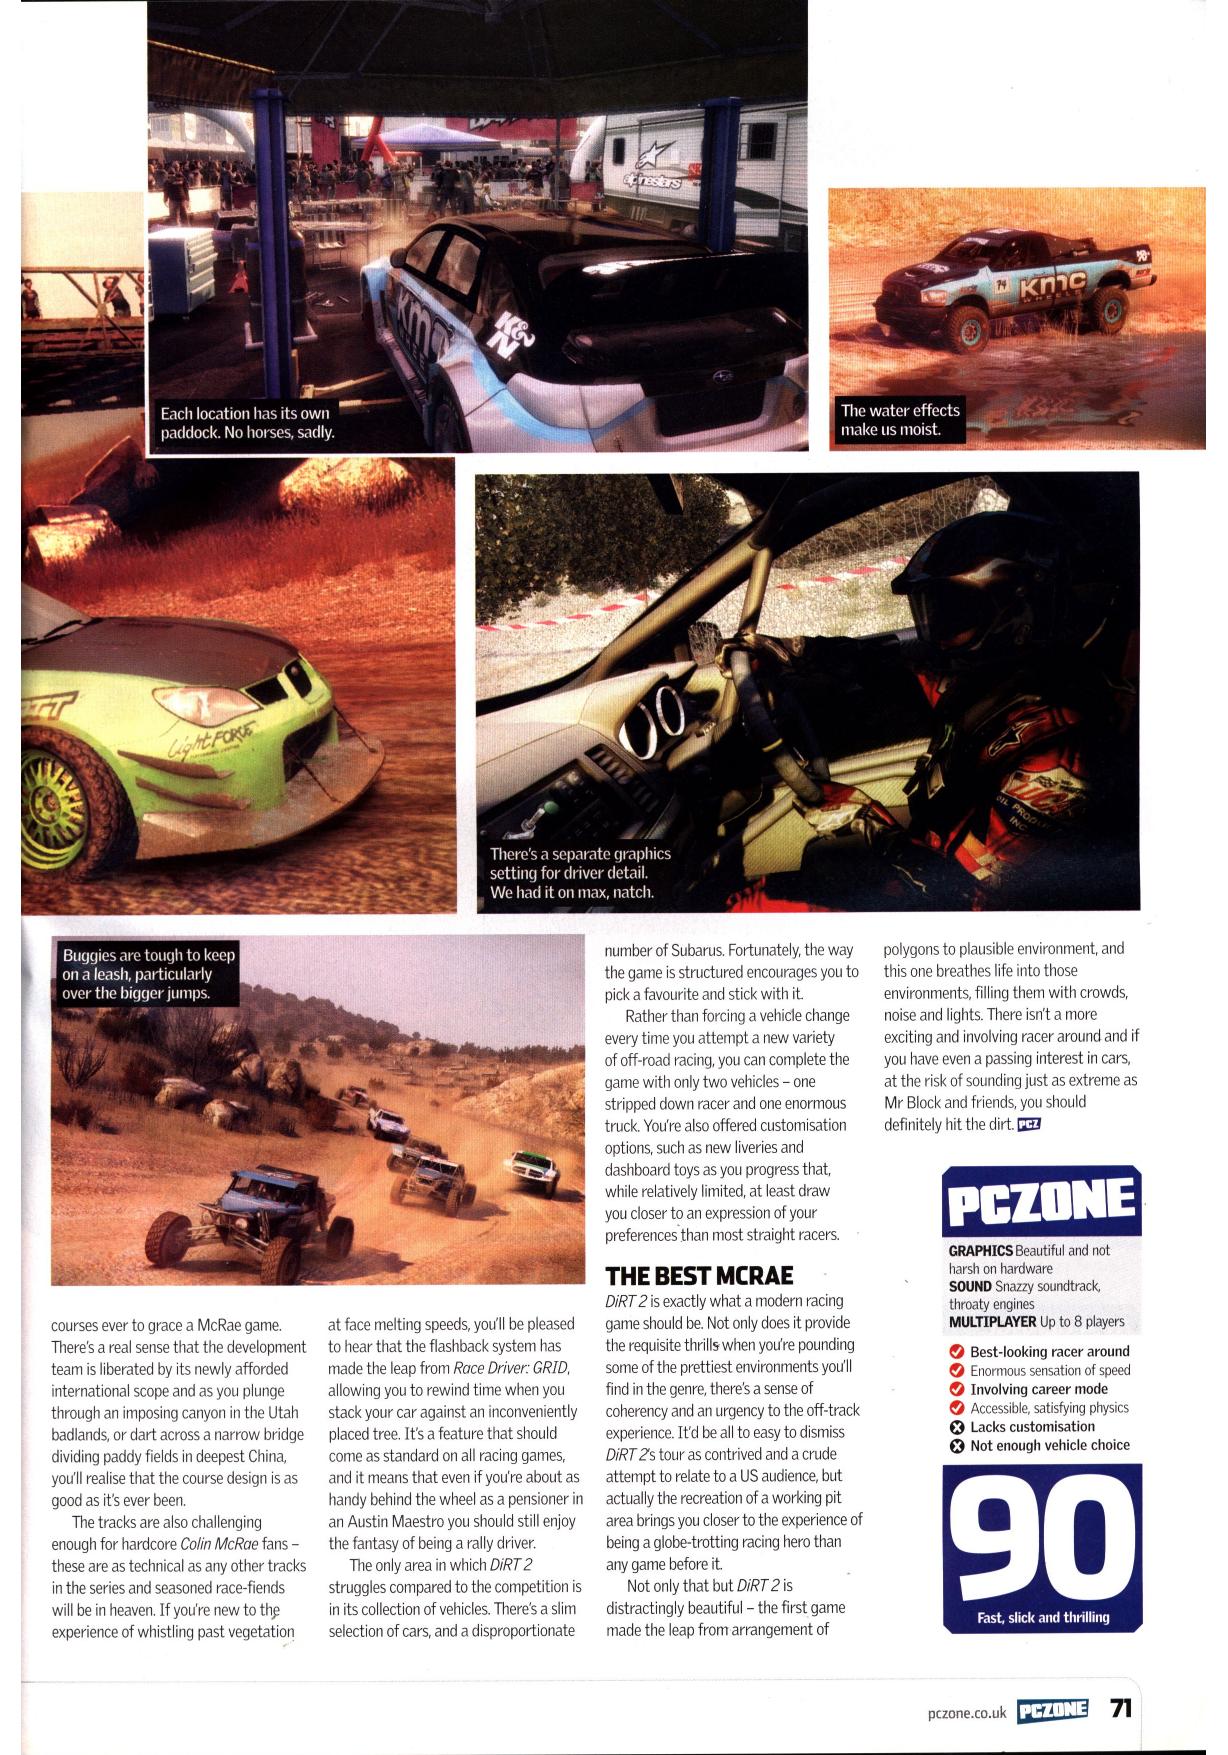 alpinestars
KMC
K&N
Each location has its own
paddock. No horses, sadly.
74
KMC
WHEELS
The water effects
make us moist.
Light FORCE
OIL PRODU
INC
There's a separate graphics
setting for driver detail.
We had it on max, natch.
Buggies are tough to keep
on a leash, particularly
over the bigger jumps.
courses ever to grace a McRae game.
There's a real sense that the development
team is liberated by its newly afforded
international scope and as you plunge
through an imposing canyon in the Utah
badlands, or dart across a narrow bridge
dividing paddy fields in deepest China,
you'll realise that the course design is as
good as it's ever been.
The tracks are also challenging
enough for hardcore Colin McRae fans –
these are as technical as any other tracks
in the series and seasoned race-fiends
will be in heaven. If you're new to the
experience of whistling past vegetation
at face melting speeds, you'll be pleased
to hear that the flashback system has
made the leap from Race Driver: GRID,
allowing you to rewind time when you
stack your car against an inconveniently
placed tree. It's a feature that should
come as standard on all racing games,
and it means that even if you're about as
handy behind the wheel as a pensioner in
an Austin Maestro you should still enjoy
the fantasy of being a rally driver.
The only area in which DiRT 2
struggles compared to the competition is
in its collection of vehicles. There's a slim
selection of cars, and a disproportionate
number of Subarus. Fortunately, the way
the game is structured encourages you to
pick a favourite and stick with it.
Rather than forcing a vehicle change
every time you attempt a new variety
of off-road racing, you can complete the
game with only two vehicles – one
stripped down racer and one enormous
truck. You're also offered customisation
options, such as new liveries and
dashboard toys as you progress that,
while relatively limited, at least draw
you closer to an expression of your
preferences than most straight racers.
THE BEST MCRAE
DiRT 2 is exactly what a modern racing
game should be. Not only does it provide
the requisite thrills when you're pounding
some of the prettiest environments you'll
find in the genre, there's a sense of
coherency and an urgency to the off-track
experience. It'd be all to easy to dismiss
DiRT 2's tour as contrived and a crude
attempt to relate to a US audience, but
actually the recreation of a working pit
area brings you closer to the experience of
being a globe-trotting racing hero than
any game before it.
Not only that but DiRT 2 is
distractingly beautiful – the first game
made the leap from arrangement of
polygons to plausible environment, and
this one breathes life into those
environments, filling them with crowds,
noise and lights. There isn't a more
exciting and involving racer around and if
you have even a passing interest in cars,
at the risk of sounding just as extreme as
Mr Block and friends, you should
definitely hit the dirt. PCZ
PCZONE
GRAPHICS Beautiful and not
harsh on hardware
SOUND Snazzy soundtrack,
throaty engines
MULTIPLAYER Up to 8 players
Best-looking racer around
Enormous sensation of speed
Involving career mode
Accessible, satisfying physics
Lacks customisation
Not enough vehicle choice
90
Fast, slick and thrilling
pczone.co.uk PCZONE 71